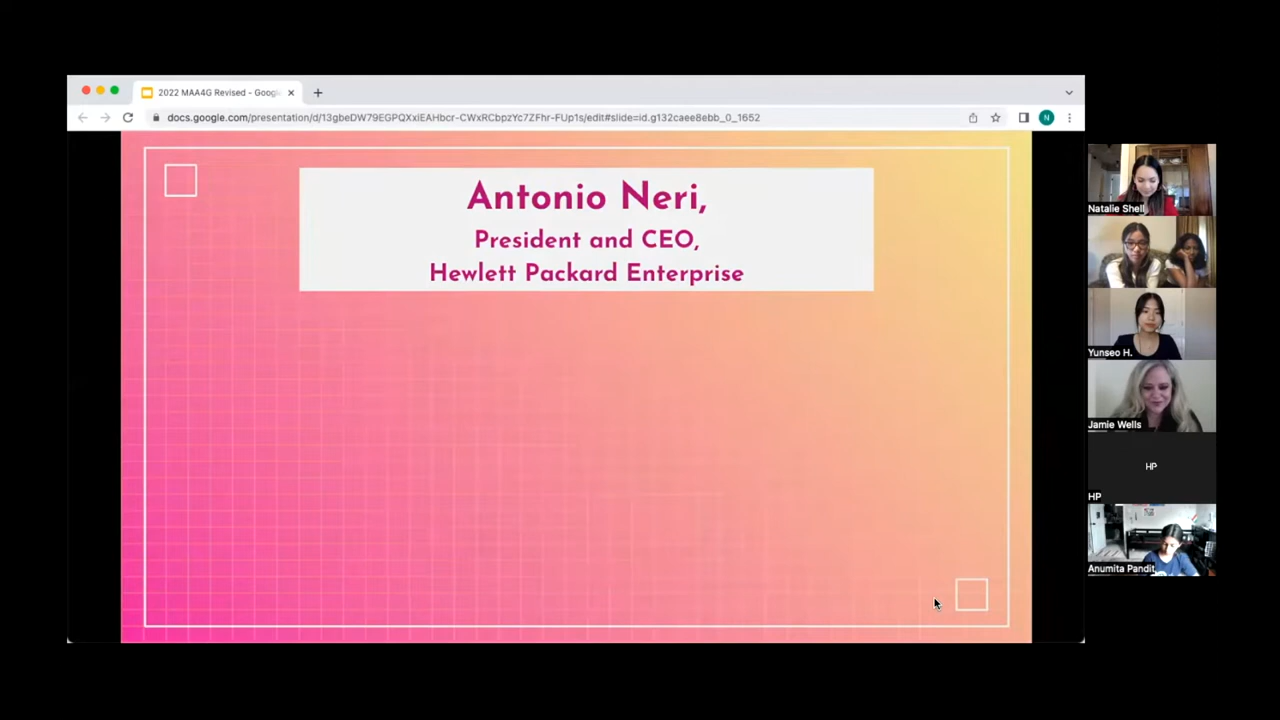 2022 MAA4G Revised - Goog
docs.google.com/presentation/d/13gbeDW79EGPQXxIEAHbcr-CWxRCbpzYc7ZFhr-FUp1s/edit#slide=id.g132caee8ebb_0_1652
N
Antonio Neri,
President and CEO,
Hewlett Packard Enterprise
Natalie Shell
Yunseo H.
Jamie Wells
HP
HP
Anumita Pandit